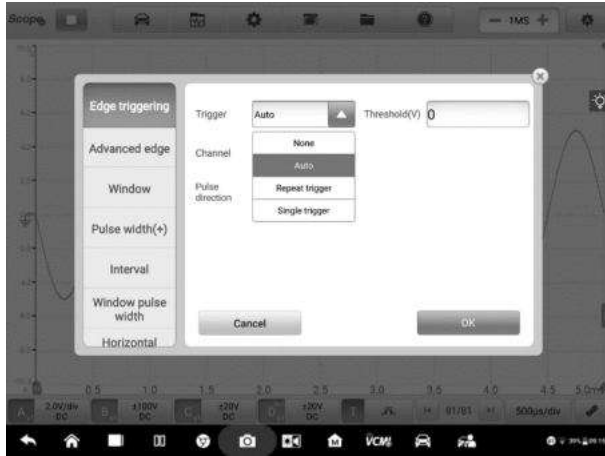 Scope
1MS
Edge triggering
Advanced edge
Window
Pulse width(+)
Interval
Window pulse
width
Horizontal
Trigger
Auto
Threshold(V)
0
Channel
Pulse
direction
None
Auto
Repeat trigger
Single trigger
Cancel
OK
0.5 1.0 1.5 2.0 2.5 3.0 3.5 4.0 4.5 5.0
A 2.0V/div DC
B ±100V DC
C ±20V DC
D ±20V DC
T
01/01
500μs/div
VCMI